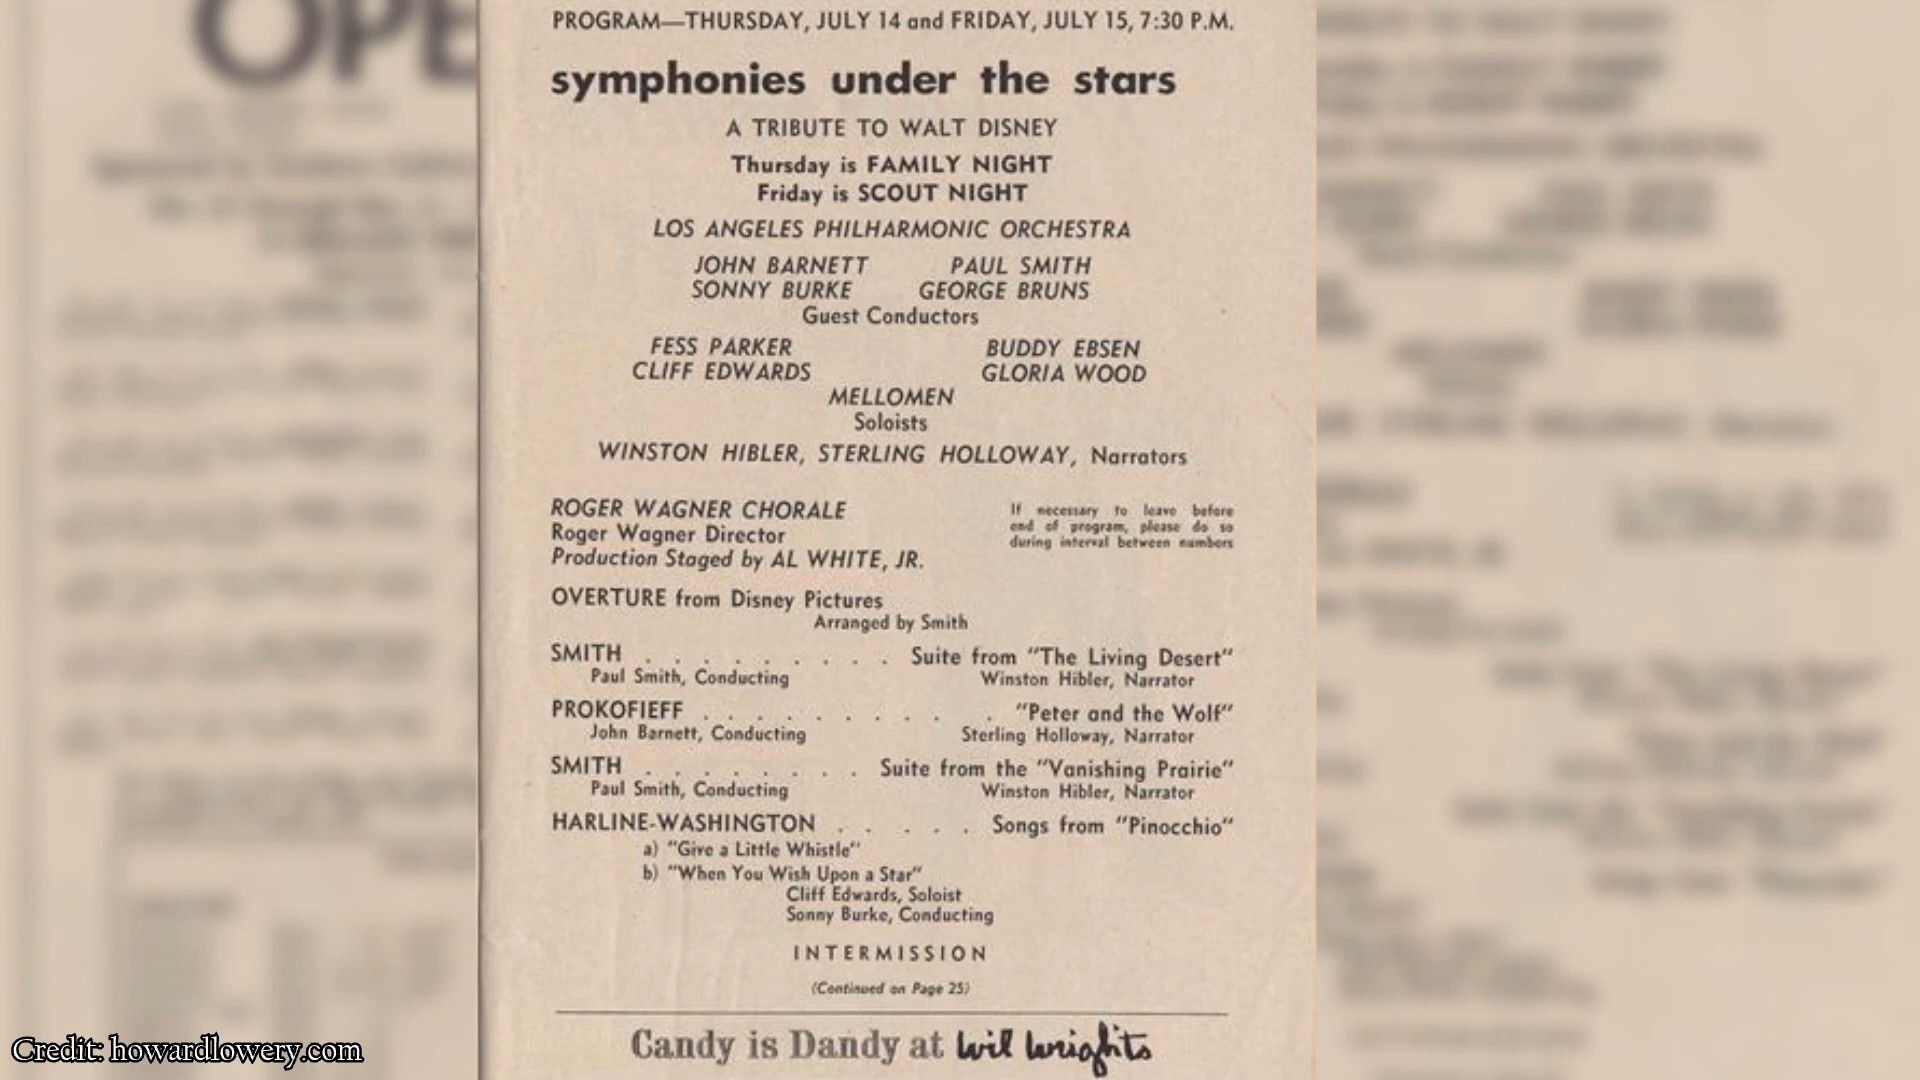 OPE
PROGRAM—THURSDAY, JULY 14 and FRIDAY, JULY 15, 7:30 P.M.
symphonies under the stars
A TRIBUTE TO WALT DISNEY
Thursday is FAMILY NIGHT
Friday is SCOUT NIGHT
LOS ANGELES PHILHARMONIC ORCHESTRA
JOHN BARNETT PAUL SMITH
SONNY BURKE GEORGE BRUNS
Guest Conductors
FESS PARKER BUDDY EBSEN
CLIFF EDWARDS GLORIA WOOD
MELLOMEN
Soloists
WINSTON HIBLER, STERLING HOLLOWAY, Narrators
ROGER WAGNER CHORALE
Roger Wagner Director
Production Staged by AL WHITE, JR.
If necessary to leave before
end of program, please do so
during interval between numbers
OVERTURE from Disney Pictures
Arranged by Smith
SMITH . . . . . . . . . Suite from "The Living Desert"
Paul Smith, Conducting Winston Hibler, Narrator
PROKOFIEFF . . . . . . . . "Peter and the Wolf"
John Barnett, Conducting Sterling Holloway, Narrator
SMITH . . . . . . . . Suite from the "Vanishing Prairie"
Paul Smith, Conducting Winston Hibler, Narrator
HARLINE-WASHINGTON . . . . . Songs from "Pinocchio"
a) "Give a Little Whistle"
b) "When You Wish Upon a Star"
Cliff Edwards, Soloist
Sonny Burke, Conducting
INTERMISSION
(Continued on Page 25)
Candy is Dandy at Wil Wrights
Credit: howardlowery.com